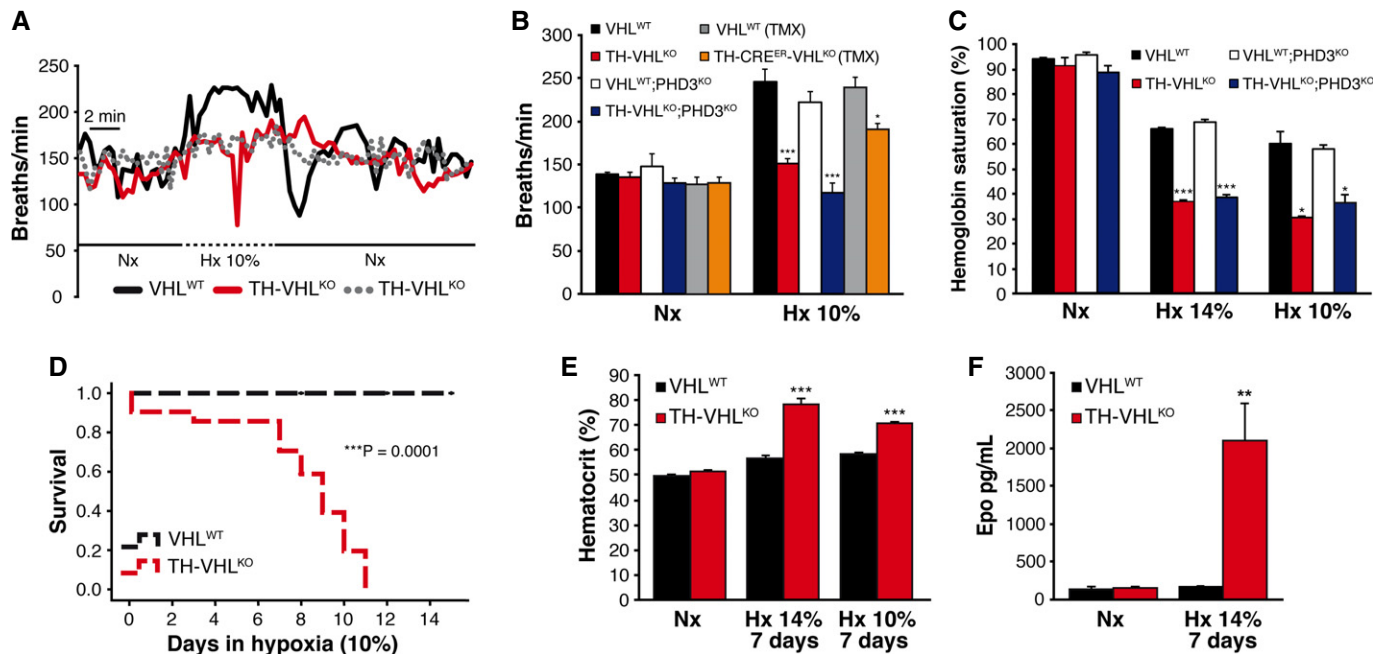 A
250
200
150
100
50
0
Breaths/min
2 min
Nx
Hx 10%
Nx
VHLWT
TH-VHLKO
TH-VHLKO
B
300
250
200
150
100
50
0
Breaths/min
VHLWT
TH-VHLKO
VHLWT;PHD3KO
TH-VHLKO;PHD3KO
VHLWT (TMX)
TH-CREER-VHLKO (TMX)
***
***
*
Nx
Hx 10%
C
100
90
80
70
60
50
40
30
20
10
0
Hemoglobin saturation (%)
VHLWT
TH-VHLKO
VHLWT;PHD3KO
TH-VHLKO;PHD3KO
***
***
*
*
Nx
Hx 14%
Hx 10%
D
1.0
0.8
0.6
0.4
0.2
0.0
Survival
***P = 0.0001
VHLWT
TH-VHLKO
0 2 4 6 8 10 12 14
Days in hypoxia (10%)
E
90
80
70
60
50
40
30
20
10
0
Hematocrit (%)
VHLWT
TH-VHLKO
***
***
Nx
Hx 14%
7 days
Hx 10%
7 days
F
3000
2500
2000
1500
1000
500
0
Epo pg/mL
VHLWT
TH-VHLKO
**
Nx
Hx 14%
7 days